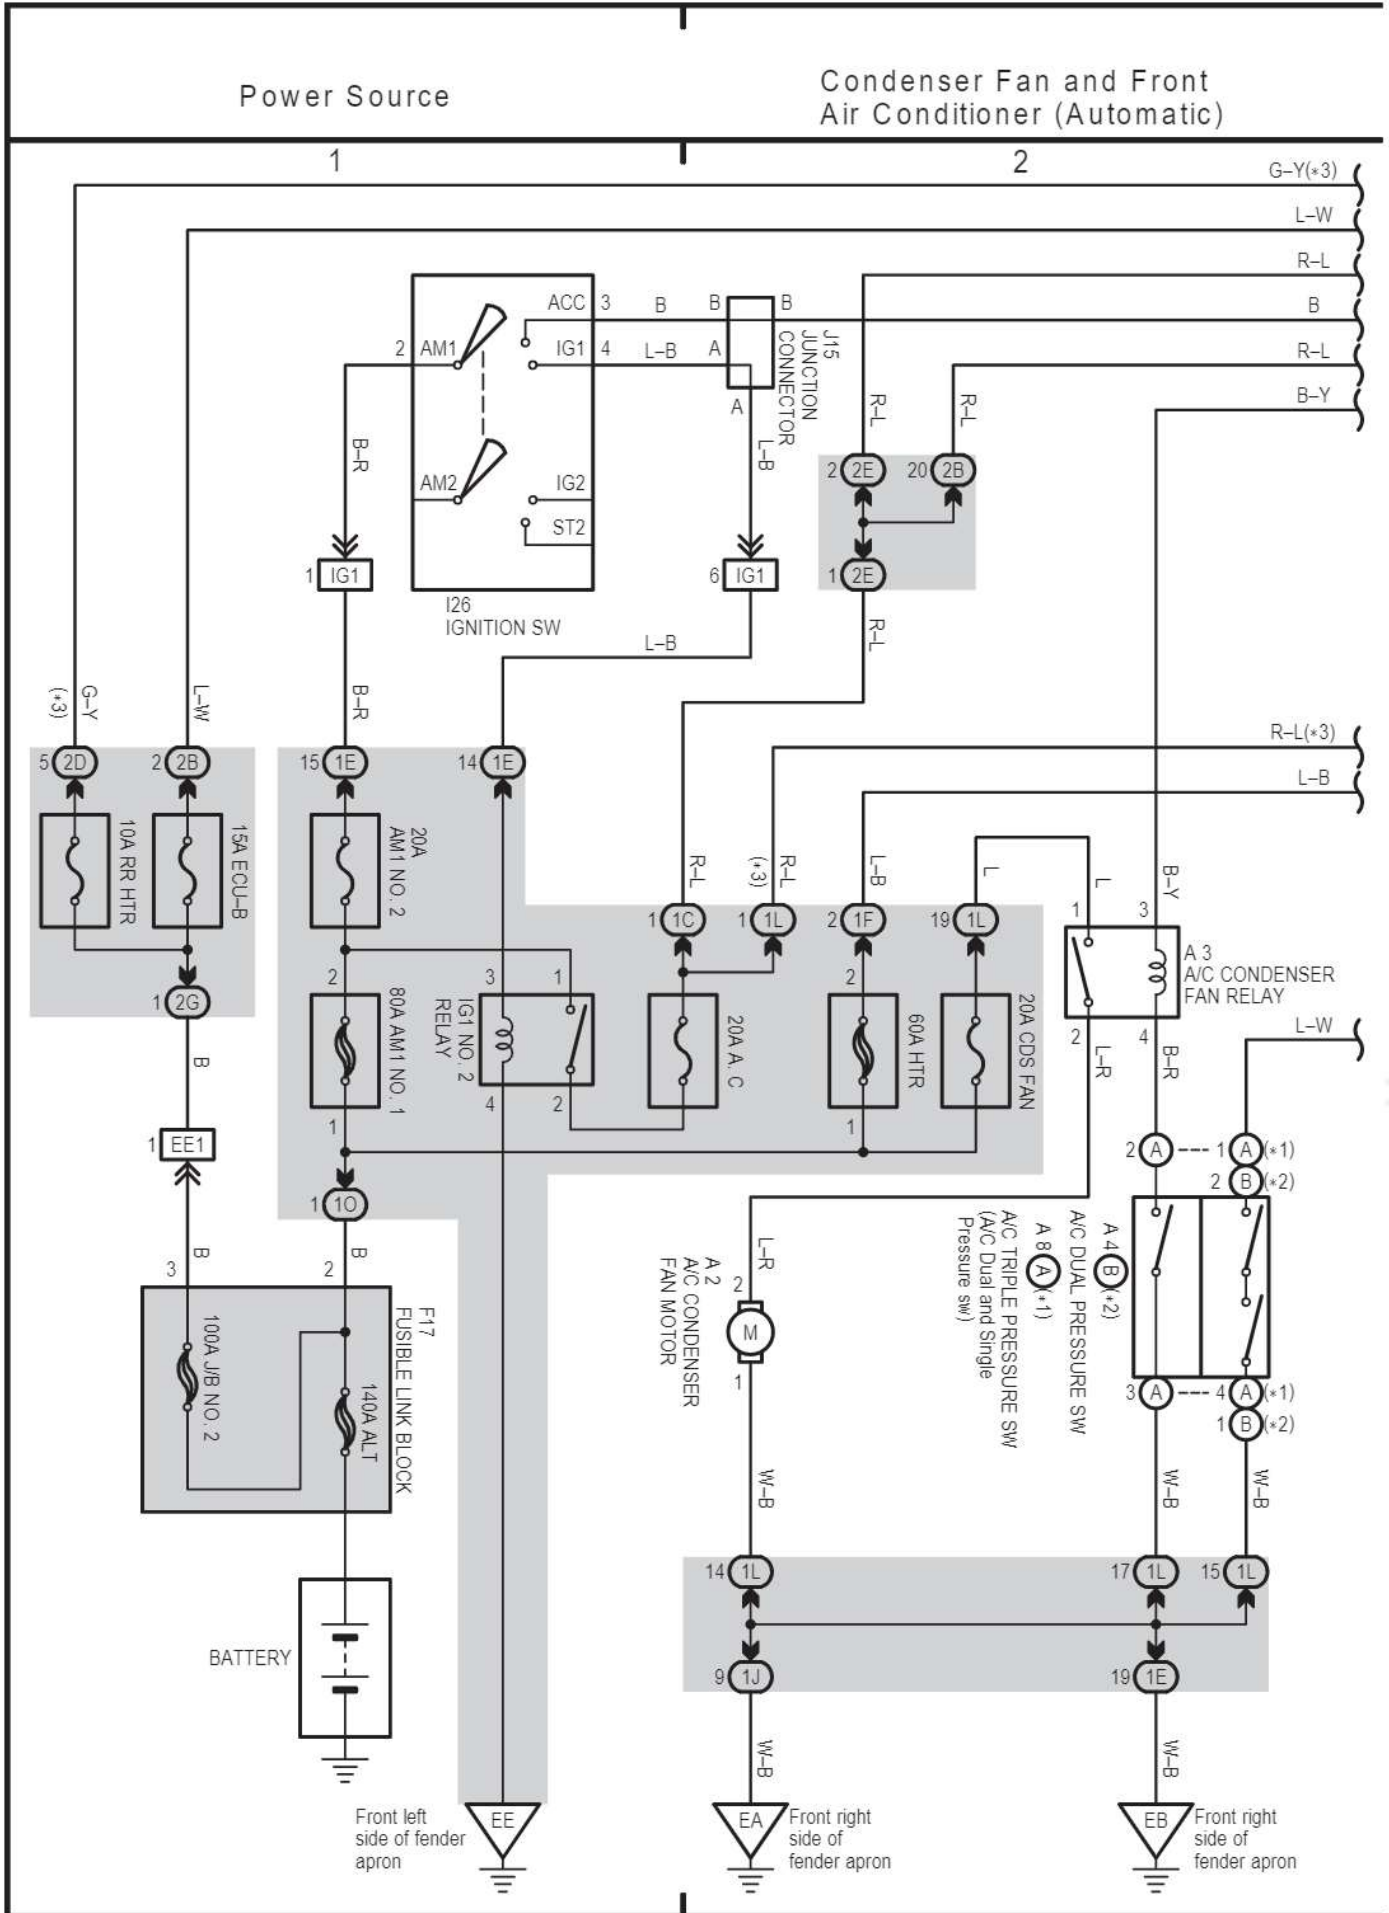 Power Source
Condenser Fan and Front
Air Conditioner (Automatic)
1
2
G–Y(*3)
L–W
R–L
B
R–L
B–Y
ACC
3
B
B
B
2
AM1
IG1
4
L–B
A
J15
JUNCTION
CONNECTOR
A
R–L
R–L
B–R
L–B
AM2
IG2
ST2
2
2E
20
2B
1
IG1
6
IG1
1
2E
I26
IGNITION SW
L–B
R–L
G–Y
(*3)
L–W
B–R
R–L(*3)
L–B
5
2D
2
2B
15
1E
14
1E
10A RR HTR
15A ECU–B
20A
AM1 NO. 2
R–L
R–L
(*3)
L–B
L
L
B–Y
1
1C
1
1L
2
1F
19
1L
1
3
A 3
A/C CONDENSER
FAN RELAY
1
2G
2
80A AM1 NO. 1
1
3
1
IG1 NO. 2
RELAY
4
2
20A A. C
2
60A HTR
1
20A CDS FAN
2
L–R
4
B–R
L–W
B
1
EE1
1
1O
2
A
1
A
(*1)
2
B
(*2)
B
3
B
2
F17
FUSIBLE LINK BLOCK
100A J/B NO. 2
140A ALT
L–R
2
M
1
A 2
A/C CONDENSER
FAN MOTOR
A 4
B
(*2)
A/C DUAL PRESSURE SW
A 8
A
(*1)
A/C TRIPLE PRESSURE SW
(A/C Dual and Single
Pressure sw)
3
A
4
A
(*1)
1
B
(*2)
W–B
W–B
W–B
14
1L
17
1L
15
1L
BATTERY
9
1J
19
1E
W–B
W–B
Front left
side of fender
apron
EE
EA
Front right
side of
fender apron
EB
Front right
side of
fender apron